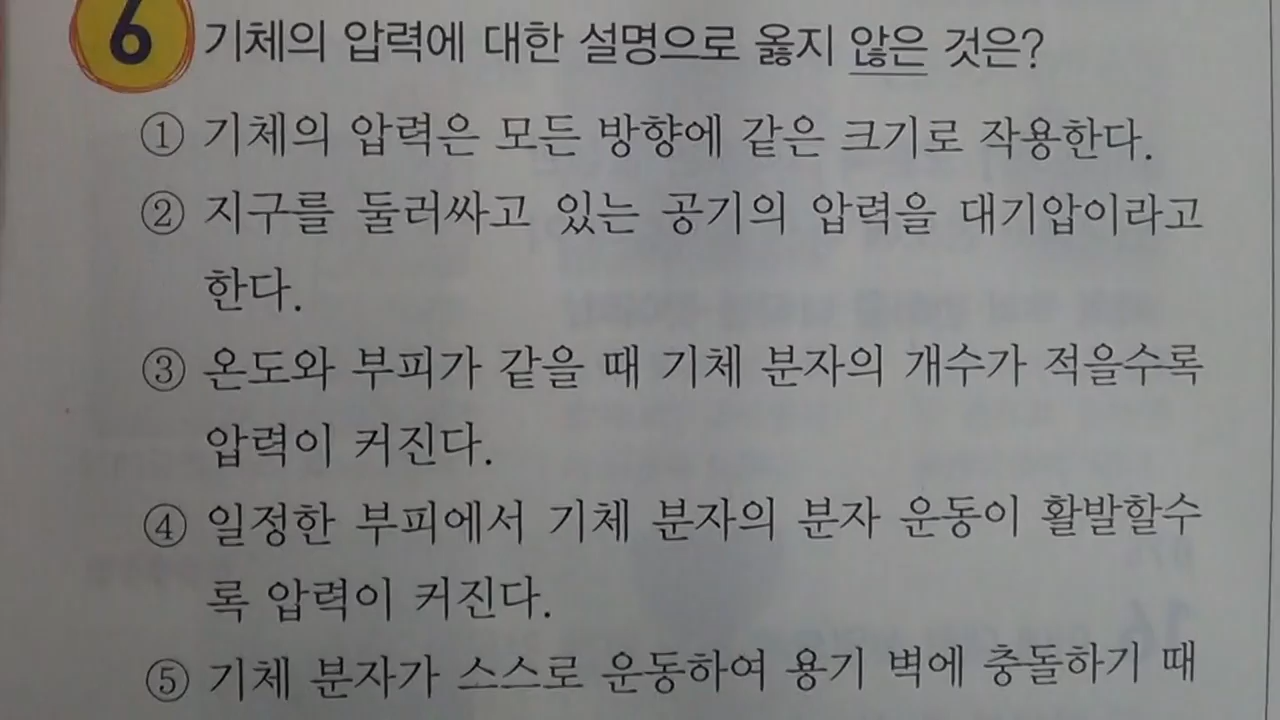 6 기체의 압력에 대한 설명으로 옳지 않은 것은?
① 기체의 압력은 모든 방향에 같은 크기로 작용한다.
② 지구를 둘러싸고 있는 공기의 압력을 대기압이라고
한다.
③ 온도와 부피가 같을 때 기체 분자의 개수가 적을수록
압력이 커진다.
④ 일정한 부피에서 기체 분자의 분자 운동이 활발할수
록 압력이 커진다.
⑤ 기체 분자가 스스로 운동하여 용기 벽에 충돌하기 때